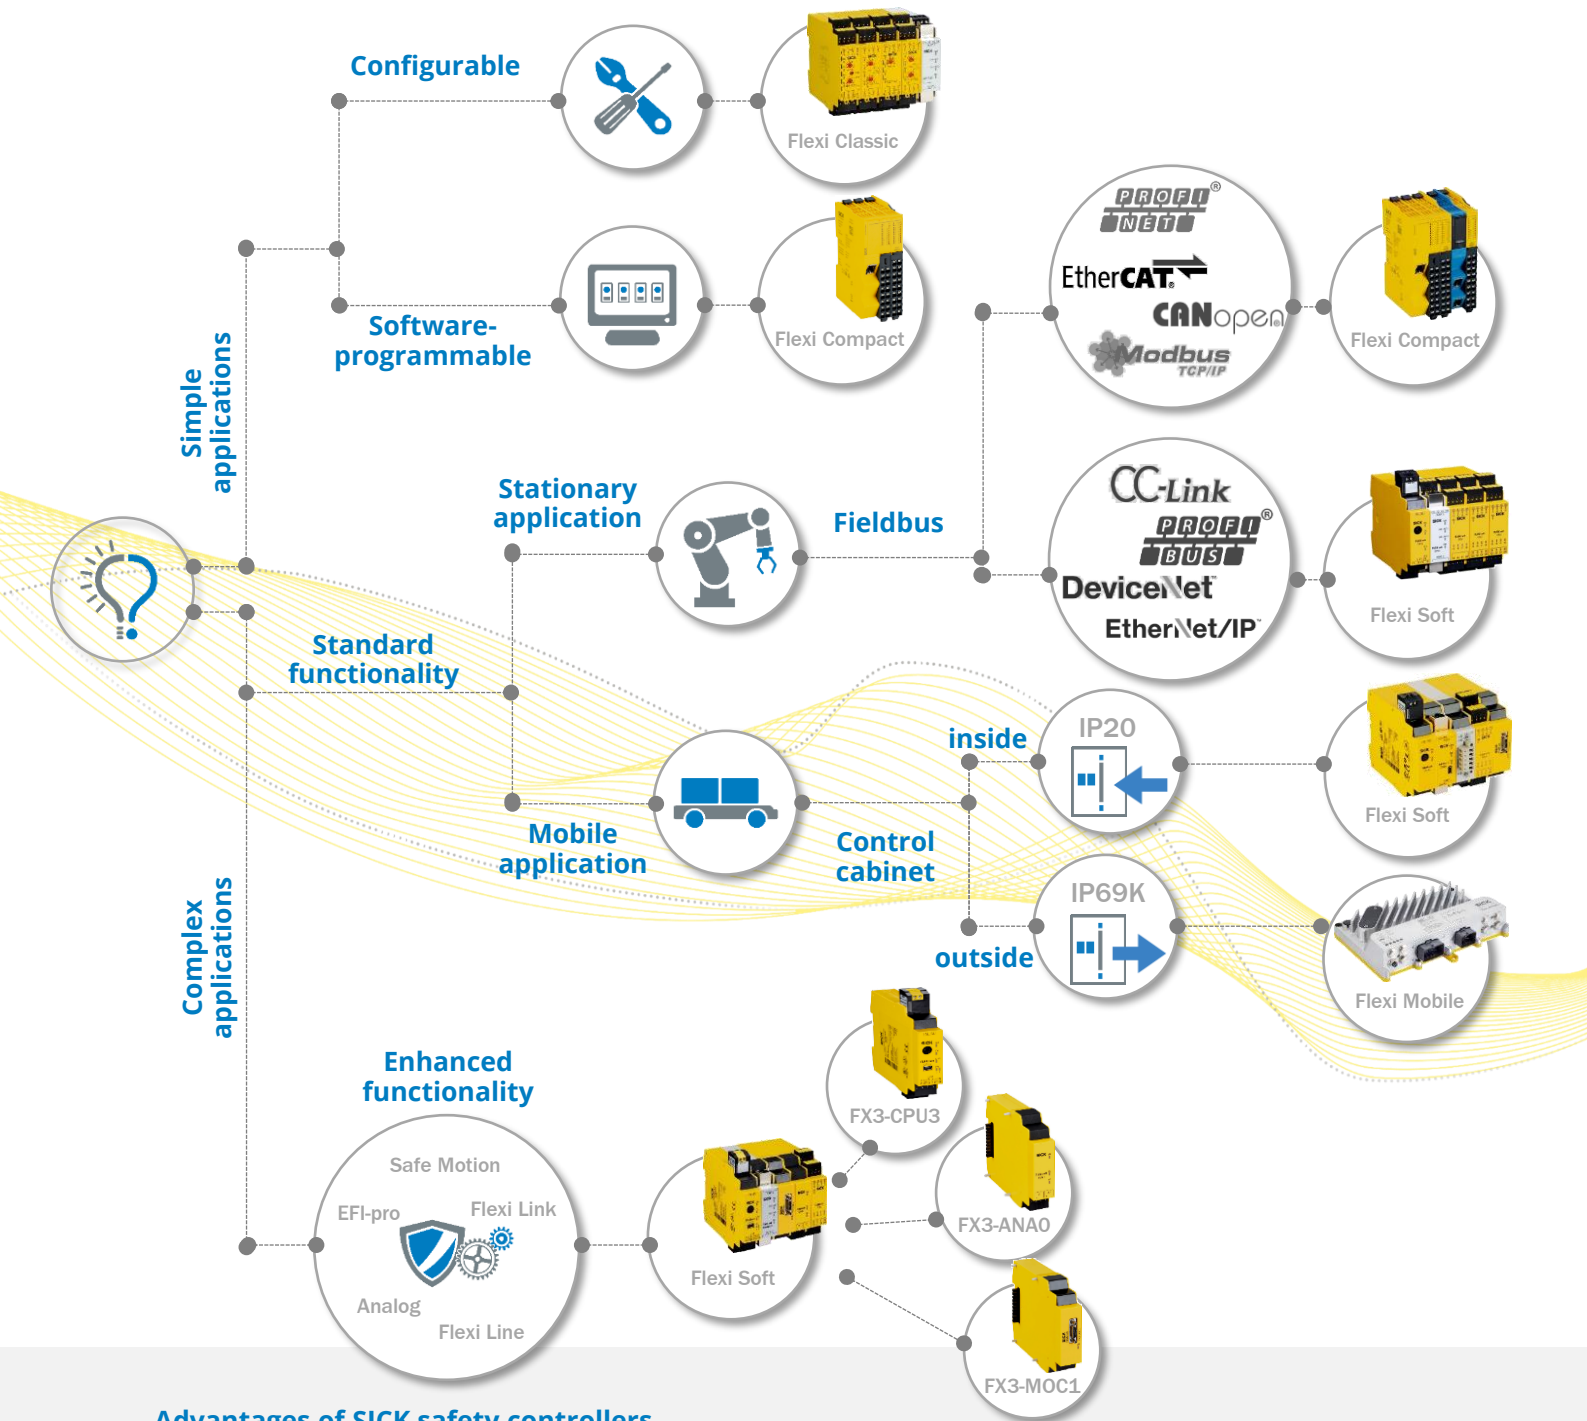 Configurable
Flexi Classic
Software-
programmable
Flexi Compact
PROFI®
NET
EtherCAT®
CANopen
Modbus
TCP/IP
Flexi Compact
Simple
applications
Stationary
application
Fieldbus
CC-Link
PROFI®
BUS
DeviceNet
EtherNet/IP
Flexi Soft
Standard
functionality
Mobile
application
Control
cabinet
inside
IP20
Flexi Soft
outside
IP69K
Flexi Mobile
Complex
applications
Enhanced
functionality
Safe Motion
EFI-pro
Flexi Link
Analog
Flexi Line
Flexi Soft
FX3-CPU3
FX3-ANA0
FX3-MOC1
Advantages of SICK safety controllers